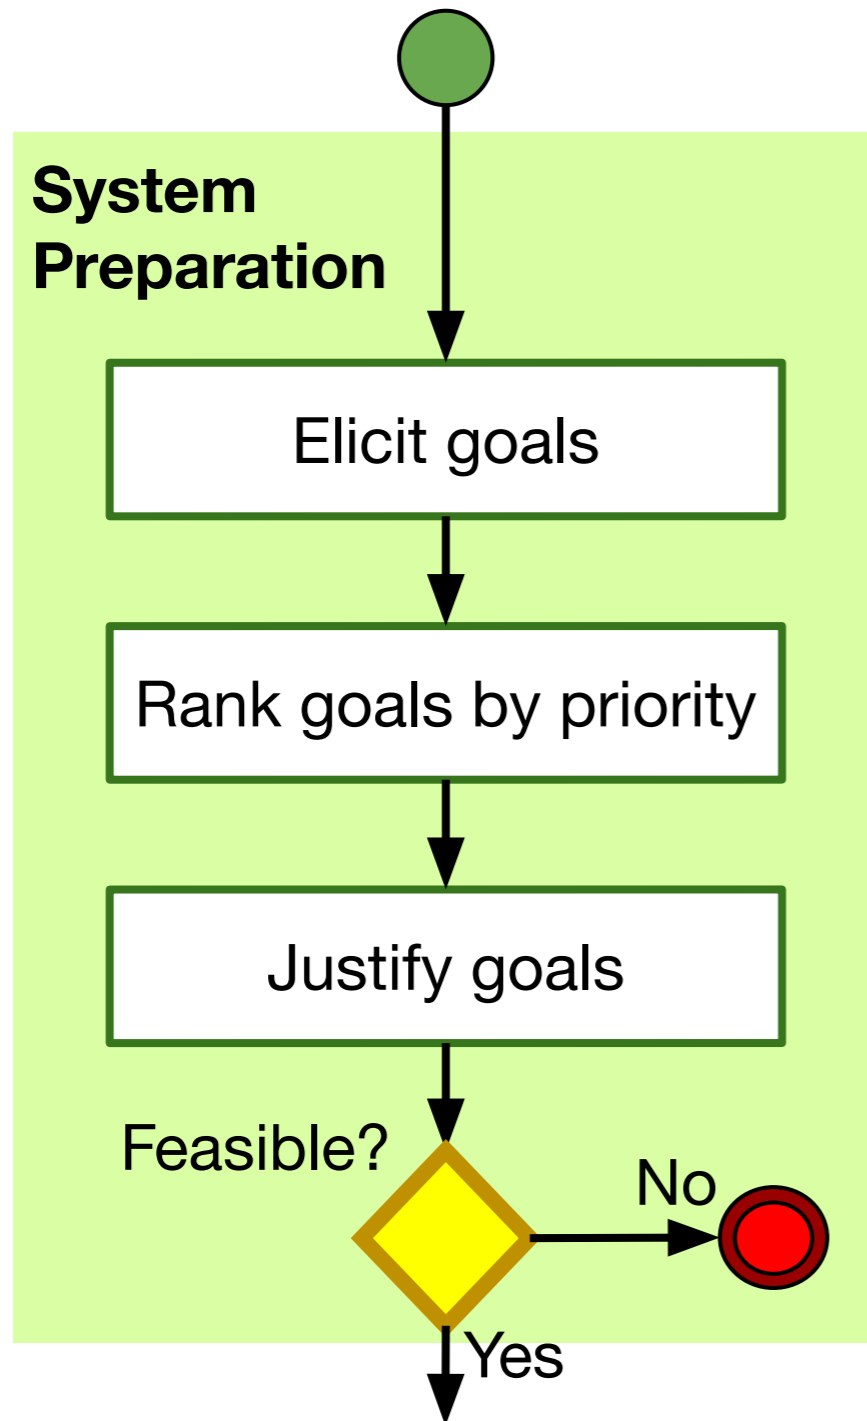 System
Preparation
Elicit goals
Rank goals by priority
Justify goals
Feasible?
No
Yes